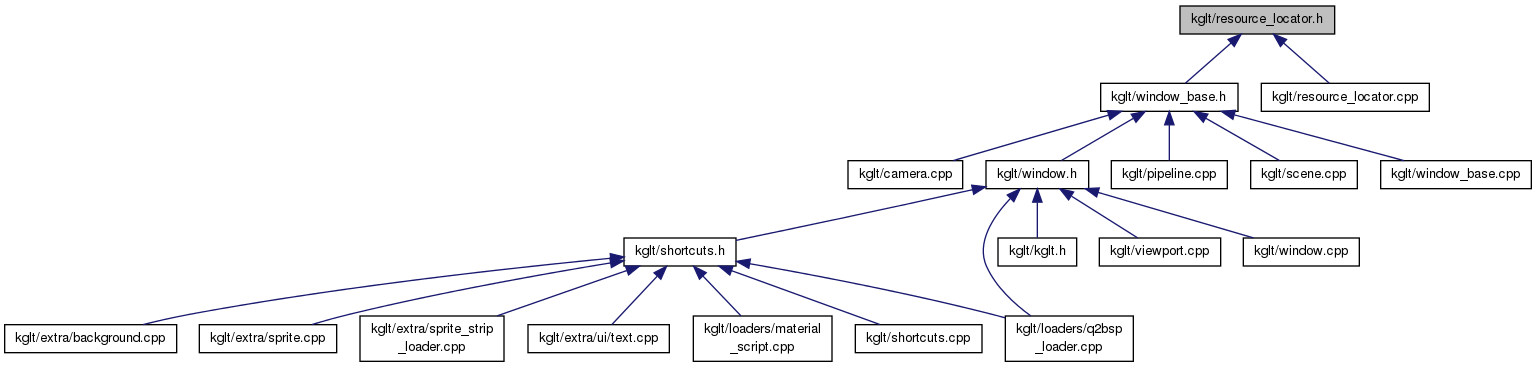 kglt/resource_locator.h
kglt/window_base.h
kglt/resource_locator.cpp
kglt/camera.cpp
kglt/window.h
kglt/pipeline.cpp
kglt/scene.cpp
kglt/window_base.cpp
kglt/shortcuts.h
kglt/kglt.h
kglt/viewport.cpp
kglt/window.cpp
kglt/extra/background.cpp
kglt/extra/sprite.cpp
kglt/extra/sprite_strip
_loader.cpp
kglt/extra/ui/text.cpp
kglt/loaders/material
_script.cpp
kglt/shortcuts.cpp
kglt/loaders/q2bsp
_loader.cpp